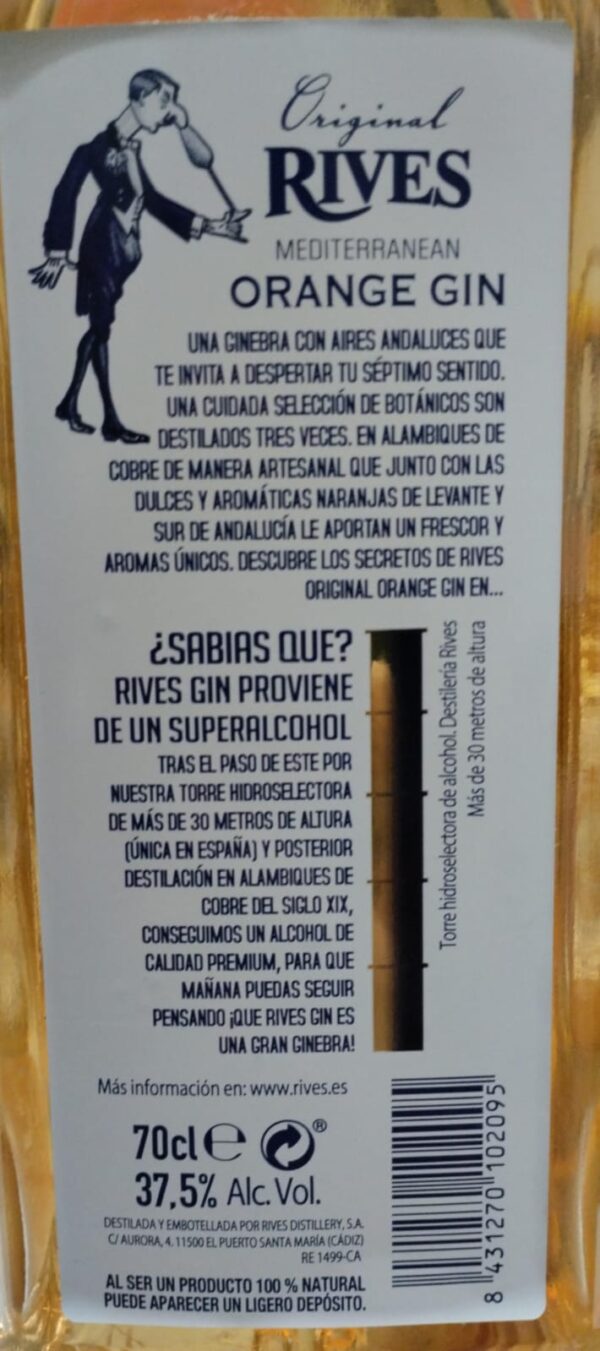 Original
RIVES
MEDITERRANEAN
ORANGE GIN
UNA GINEBRA CON AIRES ANDALUCES QUE
TE INVITA A DESPERTAR TU SÉPTIMO SENTIDO.
UNA CUIDADA SELECCIÓN DE BOTÁNICOS SON
DESTILADOS TRES VECES. EN ALAMBIQUES DE
COBRE DE MANERA ARTESANAL QUE JUNTO CON LAS
DULCES Y AROMÁTICAS NARANJAS DE LEVANTE Y
SUR DE ANDALUCÍA LE APORTAN UN FRESCOR Y
AROMAS ÚNICOS. DESCUBRE LOS SECRETOS DE RIVES
ORIGINAL ORANGE GIN EN...
¿SABIAS QUE?
RIVES GIN PROVIENE
DE UN SUPERALCOHOL
TRAS EL PASO DE ESTE POR
NUESTRA TORRE HIDROSELECTORA
DE MÁS DE 30 METROS DE ALTURA
(ÚNICA EN ESPAÑA) Y POSTERIOR
DESTILACIÓN EN ALAMBIQUES DE
COBRE DEL SIGLO XIX,
CONSEGUIMOS UN ALCOHOL DE
CALIDAD PREMIUM, PARA QUE
MAÑANA PUEDAS SEGUIR
PENSANDO ¡QUE RIVES GIN ES
UNA GRAN GINEBRA!
Torre hidroselectora de alcohol. Destilería Rives
Más de 30 metros de altura
Más información en: www.rives.es
70cl e ®
37,5% Alc. Vol.
DESTILADA Y EMBOTELLADA POR RIVES DISTILLERY, S.A.
C/ AURORA, 4. 11500 EL PUERTO SANTA MARÍA (CÁDIZ)
RE 1499-CA
AL SER UN PRODUCTO 100 % NATURAL
PUEDE APARECER UN LIGERO DEPÓSITO.
8 431270 102095